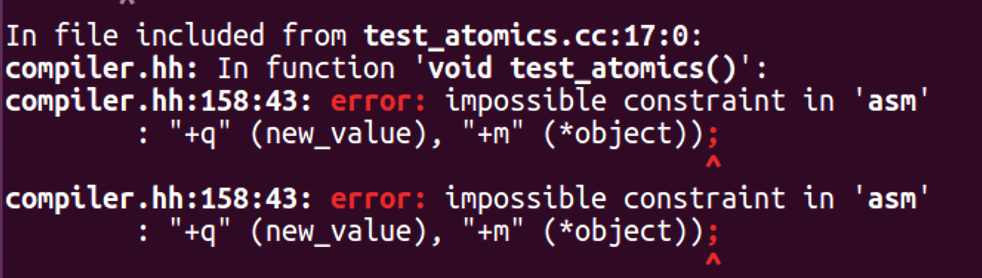 In file included from test_atomics.cc:17:0:
compiler.hh: In function 'void test_atomics()':
compiler.hh:158:43: error: impossible constraint in 'asm'
: "+q" (new_value), "+m" (*object));
^
compiler.hh:158:43: error: impossible constraint in 'asm'
: "+q" (new_value), "+m" (*object));
^